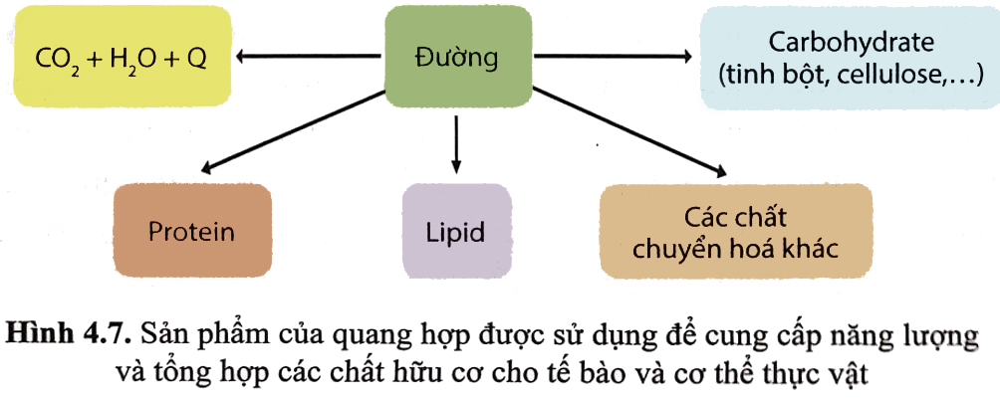 CO₂ + H₂O + Q
Đường
Carbohydrate
(tinh bột, cellulose,...)
Protein
Lipid
Các chất
chuyển hoá khác
Hình 4.7. Sản phẩm của quang hợp được sử dụng để cung cấp năng lượng
và tổng hợp các chất hữu cơ cho tế bào và cơ thể thực vật